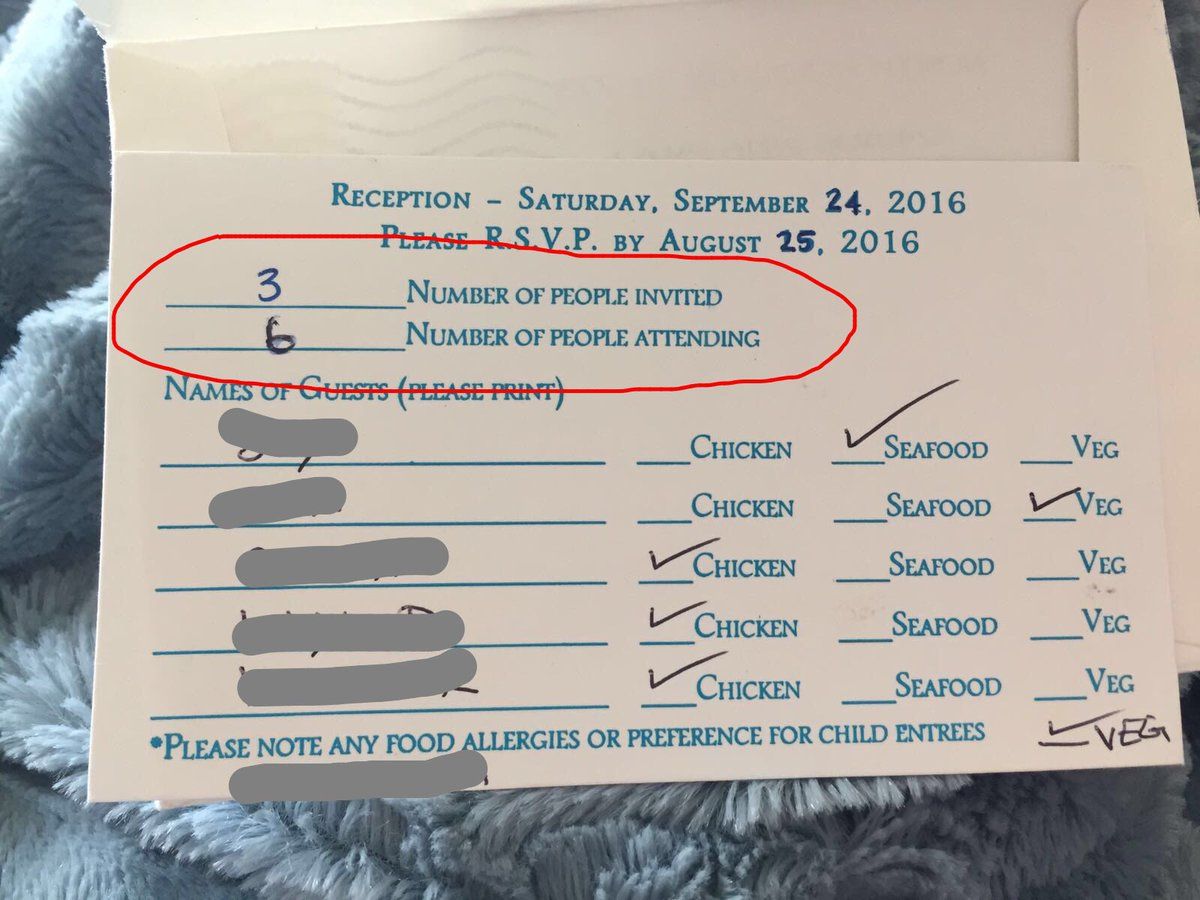 Reception – Saturday, September 24, 2016
Please R.S.V.P. by August 25, 2016
3 Number of people invited
6 Number of people attending
Names of Guests (please print)
Chicken ✓ Seafood Veg
Chicken Seafood ✓ Veg
✓ Chicken Seafood Veg
✓ Chicken Seafood Veg
✓ Chicken Seafood Veg
*Please note any food allergies or preference for child entrees
✓ VEG